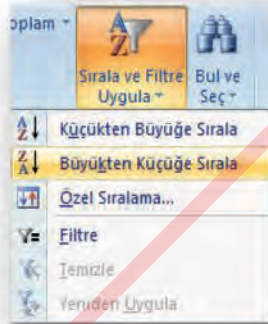 oplam
Sırala ve Filtre Uygula
Bul ve Seç
Küçükten Büyüğe Sırala
Büyükten Küçüğe Sırala
Özel Sıralama...
Filtre
Temizle
Yeniden Uygula